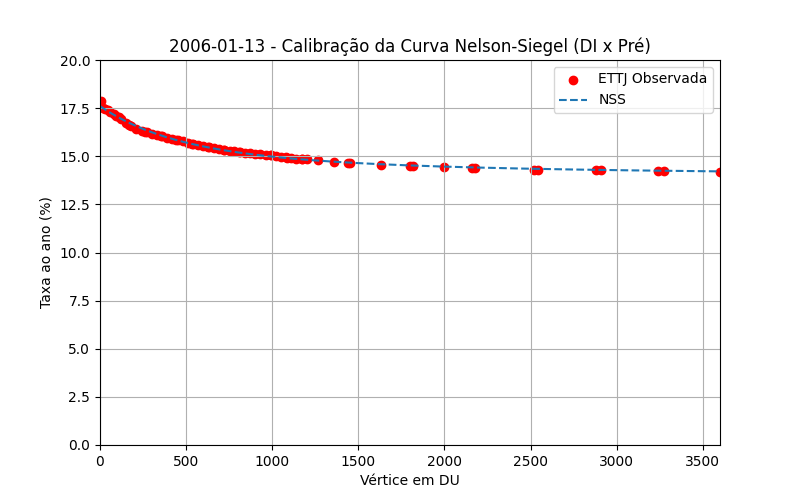 2006-01-13 - Calibração da Curva Nelson-Siegel (DI x Pré)
ETTJ Observada
NSS
Taxa ao ano (%)
20.0
17.5
15.0
12.5
10.0
7.5
5.0
2.5
0.0
0 500 1000 1500 2000 2500 3000 3500
Vértice em DU